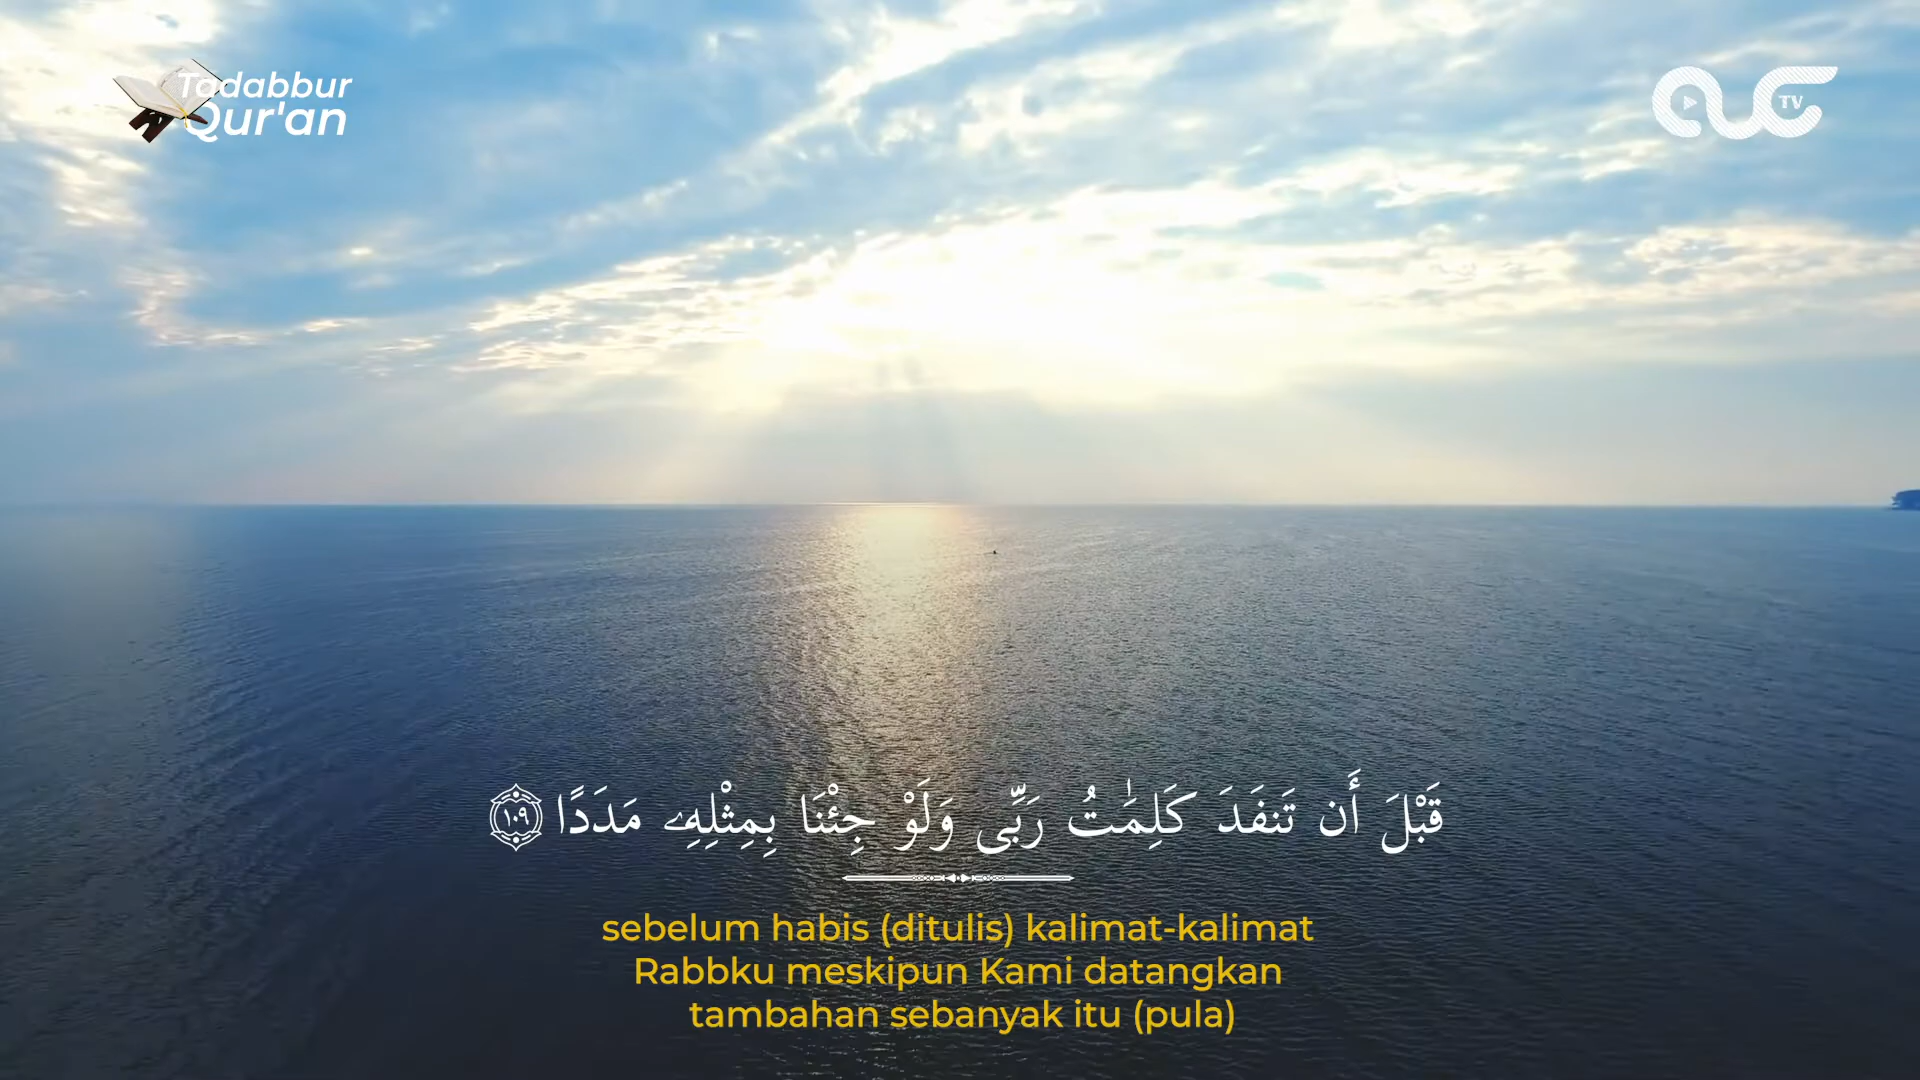 Tadabbur
Qur'an
TV
قَبْلَ أَن تَنفَدَ كَلِمَٰتُ رَبِّى وَلَوْ جِئْنَا بِمِثْلِهِۦ مَدَدًا ١٠٩
sebelum habis (ditulis) kalimat-kalimat
Rabbku meskipun Kami datangkan
tambahan sebanyak itu (pula)